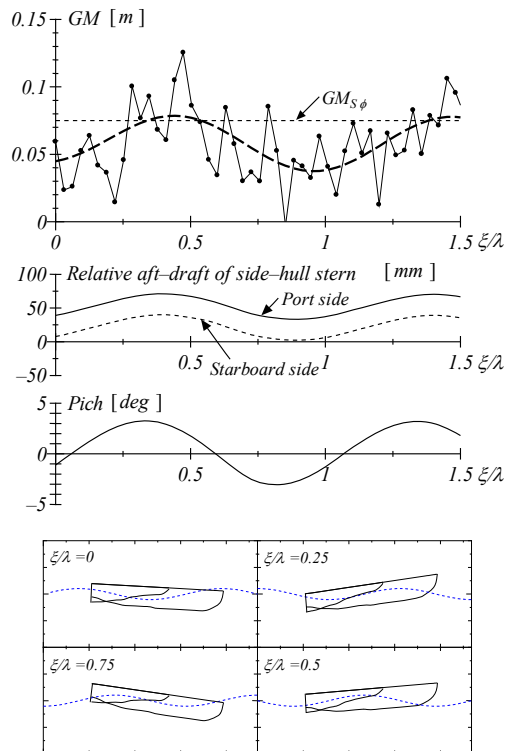 0.15
GM [m]
0.1
GM_Sϕ
0.05
0
0
0.5
1
1.5
ξ/λ
100
Relative aft–draft of side–hull stern [mm]
50
Port side
0
0.5
1
1.5
ξ/λ
Starboard side
–50
5
Pich [deg]
0
0.5
1
1.5
ξ/λ
–5
ξ/λ=0
ξ/λ=0.25
ξ/λ=0.75
ξ/λ=0.5